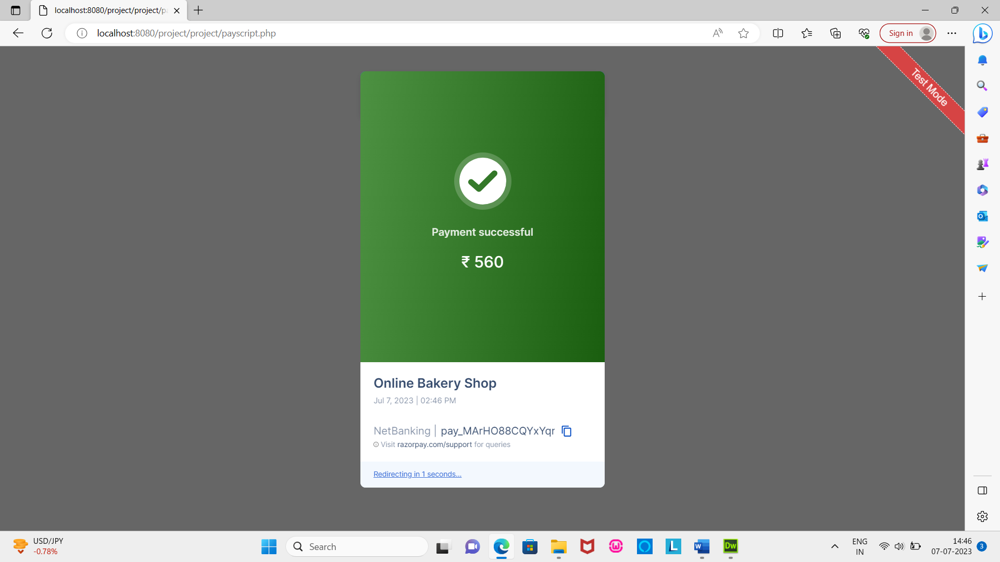 localhost:8080/project/project/pa
localhost:8080/project/project/payscript.php
Sign in
Test Mode
Payment successful
₹ 560
Online Bakery Shop
Jul 7, 2023 | 02:46 PM
NetBanking | pay_MArHO88CQYxYqr
Visit razorpay.com/support for queries
Redirecting in 1 seconds...
USD/JPY
-0.78%
Search
W
L
W
Dw
ENG
IN
14:46
07-07-2023
3